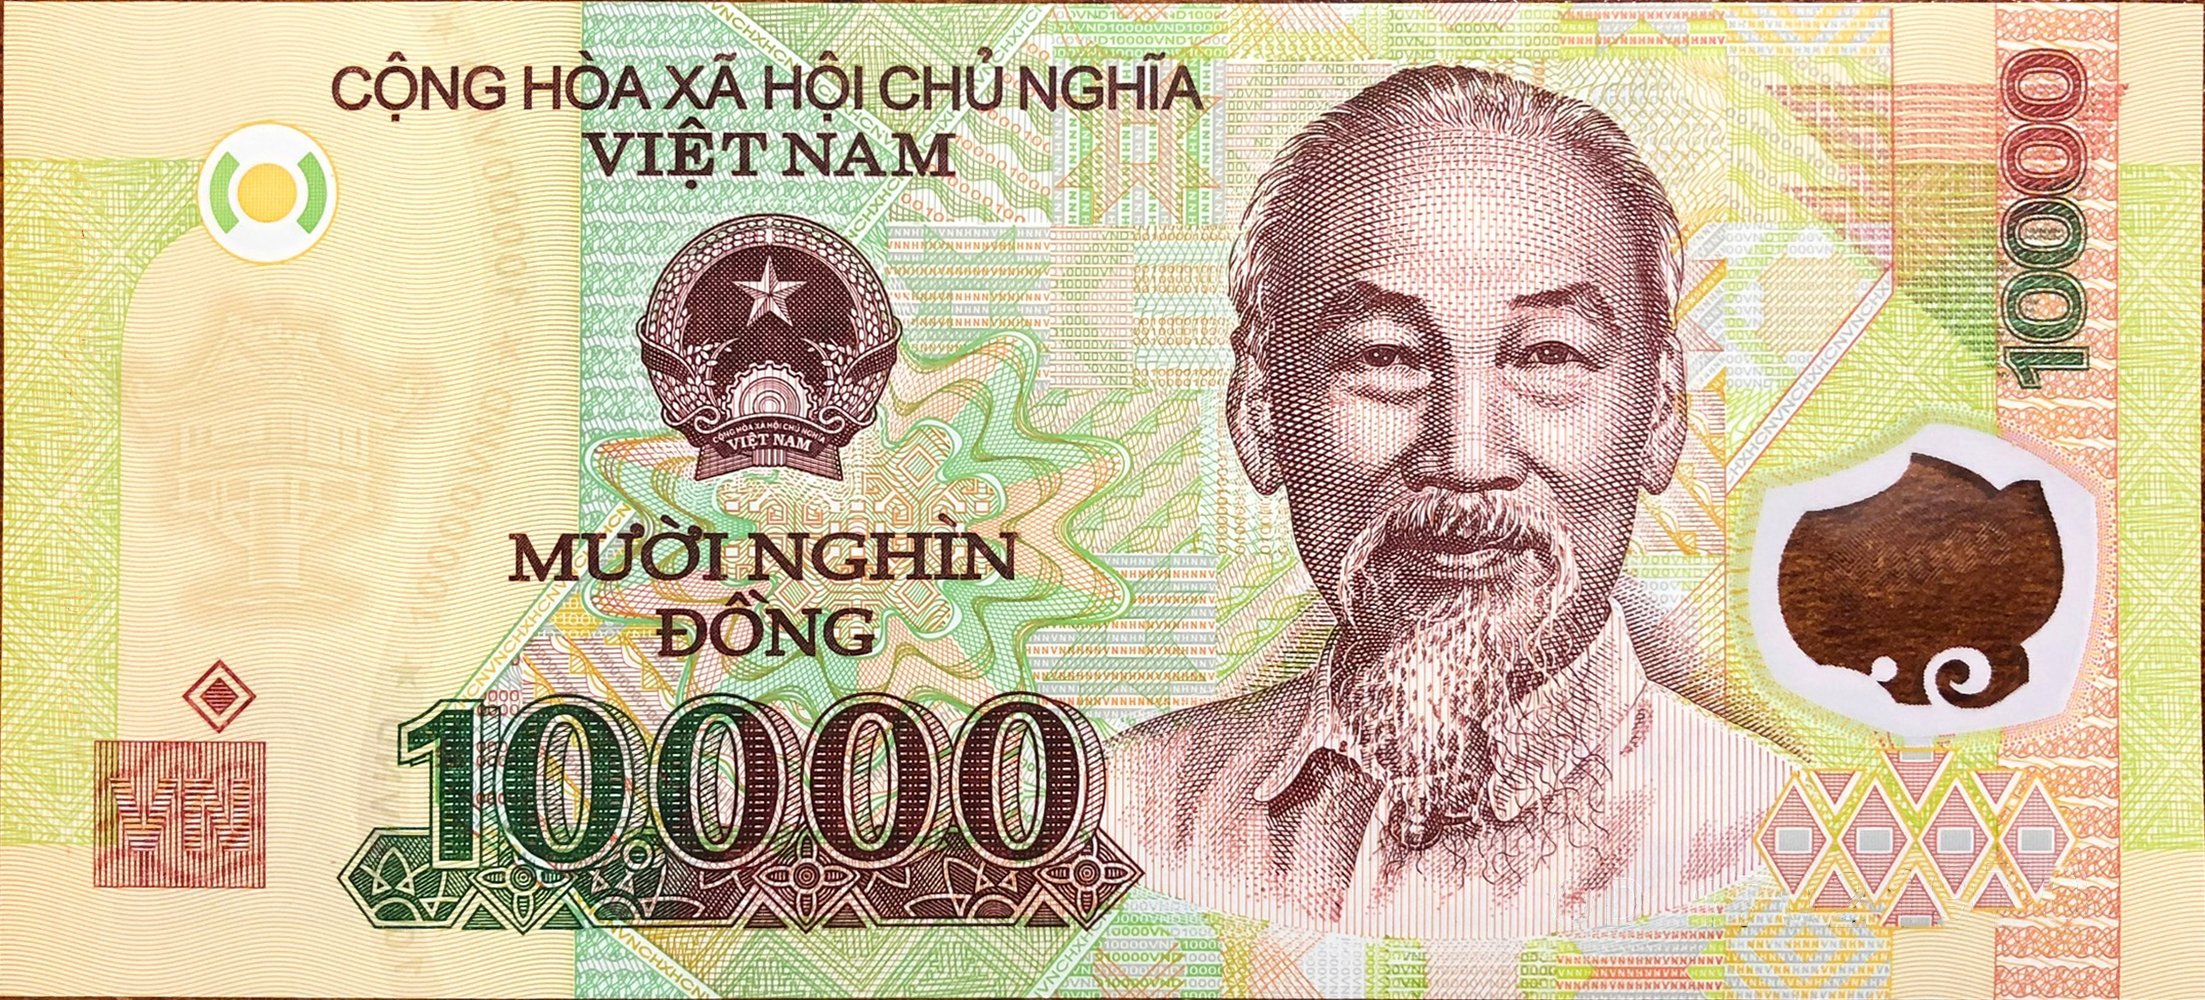 CỘNG HÒA XÃ HỘI CHỦ NGHĨA
VIỆT NAM
10000
CỘNG HÒA XÃ HỘI CHỦ NGHĨA
VIỆT NAM
MƯỜI NGHÌN
ĐỒNG
10.000
VN